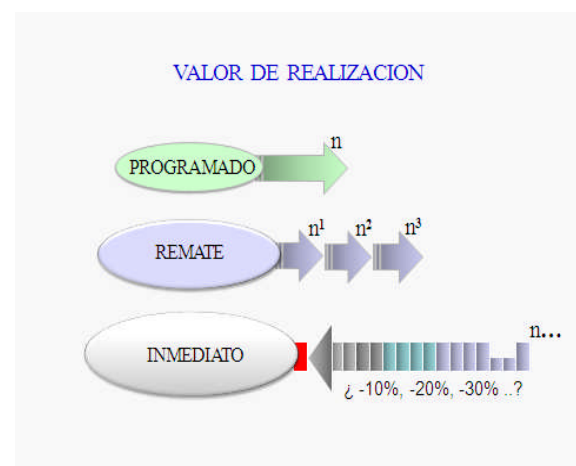 VALOR DE REALIZACION
n
PROGRAMADO
n¹ n² n³
REMATE
n...
INMEDIATO
¿ -10%, -20%, -30% ..?